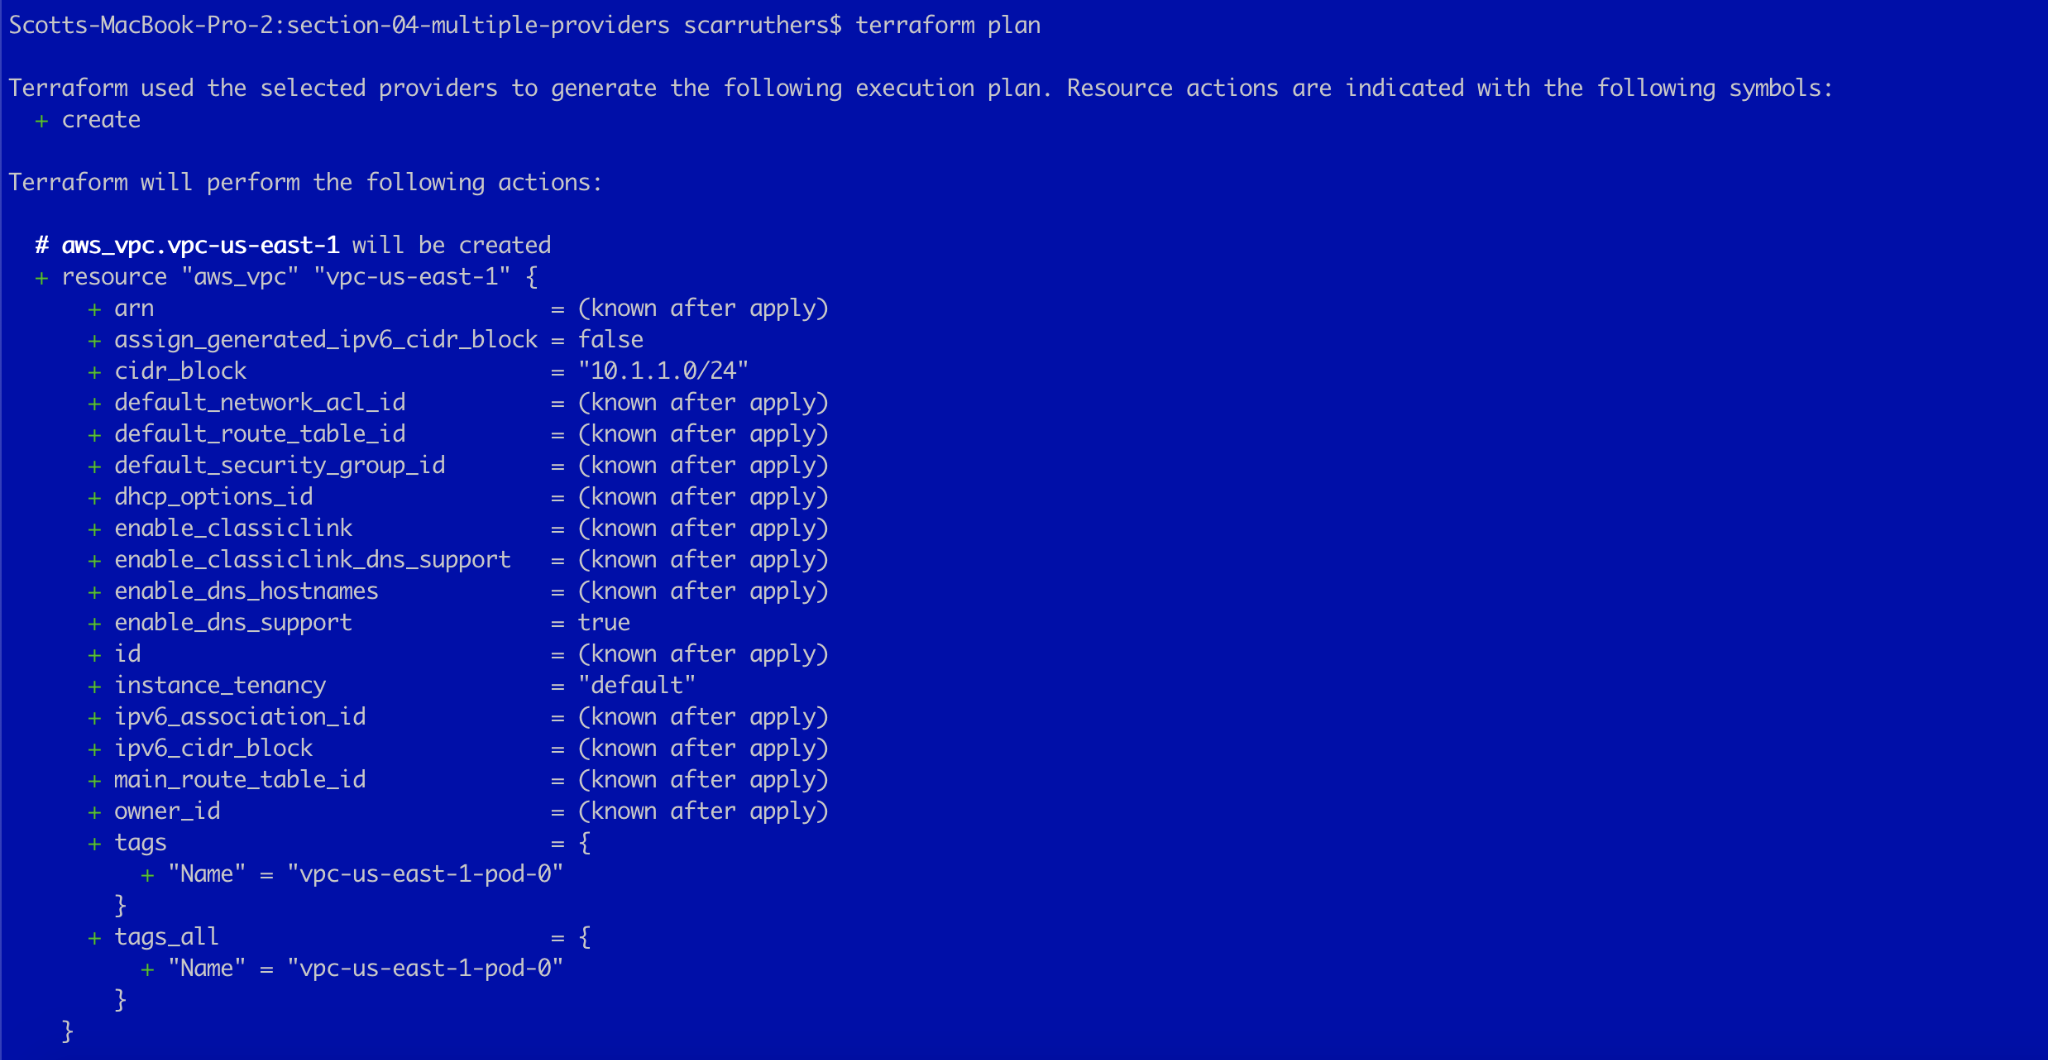 Scotts-MacBook-Pro-2:section-04-multiple-providers scarruthers$ terraform plan
Terraform used the selected providers to generate the following execution plan. Resource actions are indicated with the following symbols:
  + create
Terraform will perform the following actions:
  # aws_vpc.vpc-us-east-1 will be created
  + resource "aws_vpc" "vpc-us-east-1" {
      + arn                              = (known after apply)
      + assign_generated_ipv6_cidr_block = false
      + cidr_block                       = "10.1.1.0/24"
      + default_network_acl_id           = (known after apply)
      + default_route_table_id           = (known after apply)
      + default_security_group_id        = (known after apply)
      + dhcp_options_id                  = (known after apply)
      + enable_classiclink               = (known after apply)
      + enable_classiclink_dns_support   = (known after apply)
      + enable_dns_hostnames             = (known after apply)
      + enable_dns_support               = true
      + id                               = (known after apply)
      + instance_tenancy                 = "default"
      + ipv6_association_id              = (known after apply)
      + ipv6_cidr_block                  = (known after apply)
      + main_route_table_id              = (known after apply)
      + owner_id                         = (known after apply)
      + tags                             = {
          + "Name" = "vpc-us-east-1-pod-0"
        }
      + tags_all                         = {
          + "Name" = "vpc-us-east-1-pod-0"
        }
    }